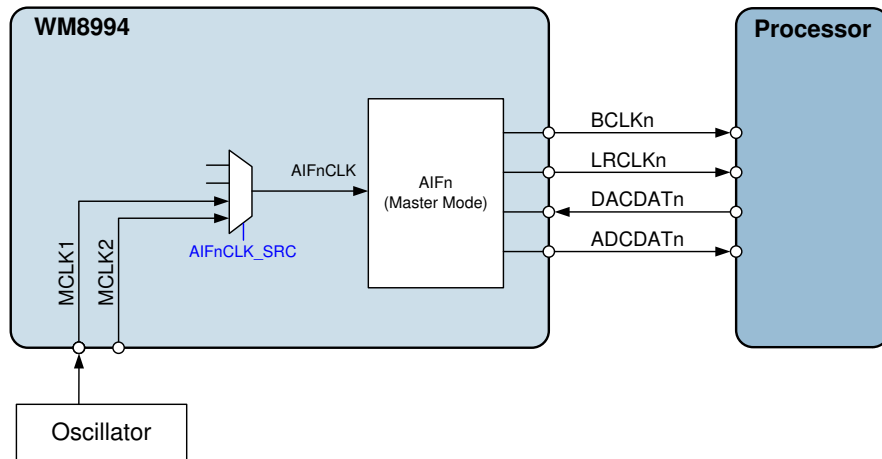 WM8994
Processor
BCLKn
LRCLKn
DACDATn
ADCDATn
AIFnCLK
AIFn
(Master Mode)
AIFnCLK_SRC
MCLK1
MCLK2
Oscillator